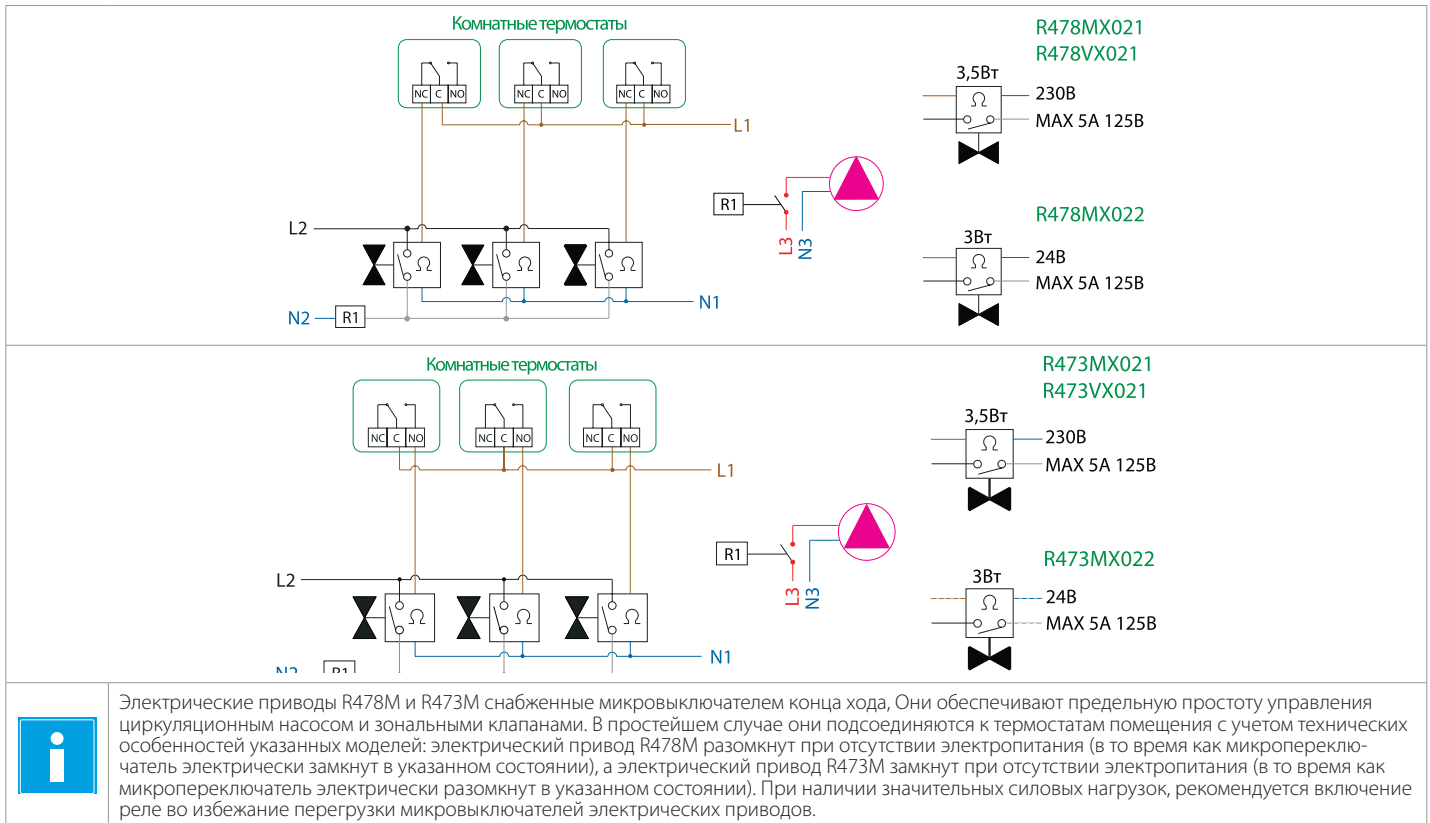 Комнатные термостаты
NC C NO
NC C NO
NC C NO
L1
L2
Ω
Ω
Ω
N1
N2
R1
R1
L3
N3
R478MX021
R478VX021
3,5Вт
Ω
230В
MAX 5A 125В
R478MX022
3Вт
Ω
24В
MAX 5A 125В
Комнатные термостаты
NC C NO
NC C NO
NC C NO
L1
L2
Ω
Ω
Ω
N1
N2
R1
R1
L3
N3
R473MX021
R473VX021
3,5Вт
Ω
230В
MAX 5A 125В
R473MX022
3Вт
Ω
24В
MAX 5A 125В
i
Электрические приводы R478M и R473M снабженные микровыключателем конца хода, Они обеспечивают предельную простоту управления
циркуляционным насосом и зональными клапанами. В простейшем случае они подсоединяются к термостатам помещения с учетом технических
особенностей указанных моделей: электрический привод R478M разомкнут при отсутствии электропитания (в то время как микропереклю-
чатель электрически замкнут в указанном состоянии), а электрический привод R473M замкнут при отсутствии электропитания (в то время как
микропереключатель электрически разомкнут в указанном состоянии). При наличии значительных силовых нагрузок, рекомендуется включение
реле во избежание перегрузки микровыключателей электрических приводов.